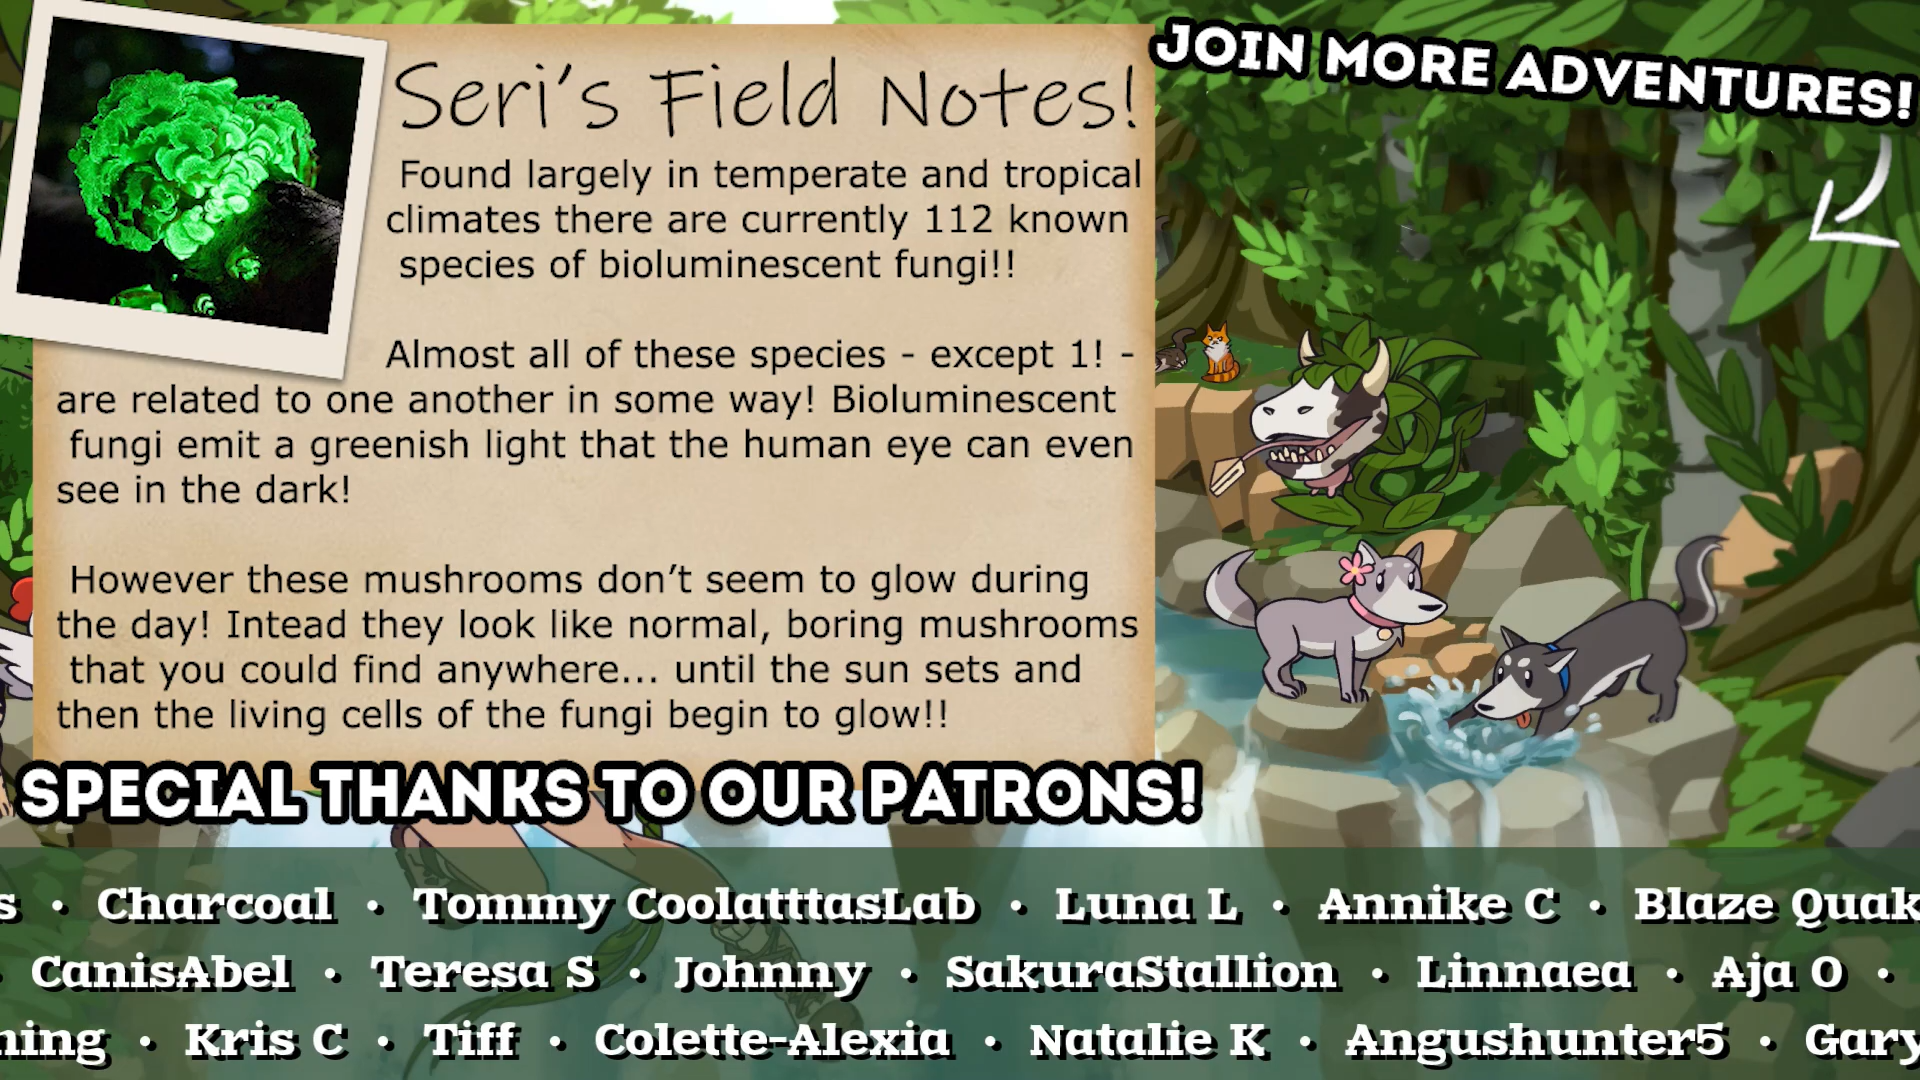 Seri's Field Notes!
JOIN MORE ADVENTURES!
Found largely in temperate and tropical
climates there are currently 112 known
species of bioluminescent fungi!!
Almost all of these species - except 1! -
are related to one another in some way! Bioluminescent
fungi emit a greenish light that the human eye can even
see in the dark!
However these mushrooms don't seem to glow during
the day! Intead they look like normal, boring mushrooms
that you could find anywhere... until the sun sets and
then the living cells of the fungi begin to glow!!
SPECIAL THANKS TO OUR PATRONS!
s • Charcoal • Tommy CoolatttasLab • Luna L • Annike C • Blaze Quak
• CanisAbel • Teresa S • Johnny • SakuraStallion • Linnaea • Aja O •
ning • Kris C • Tiff • Colette-Alexia • Natalie K • Angushunter5 • Gary